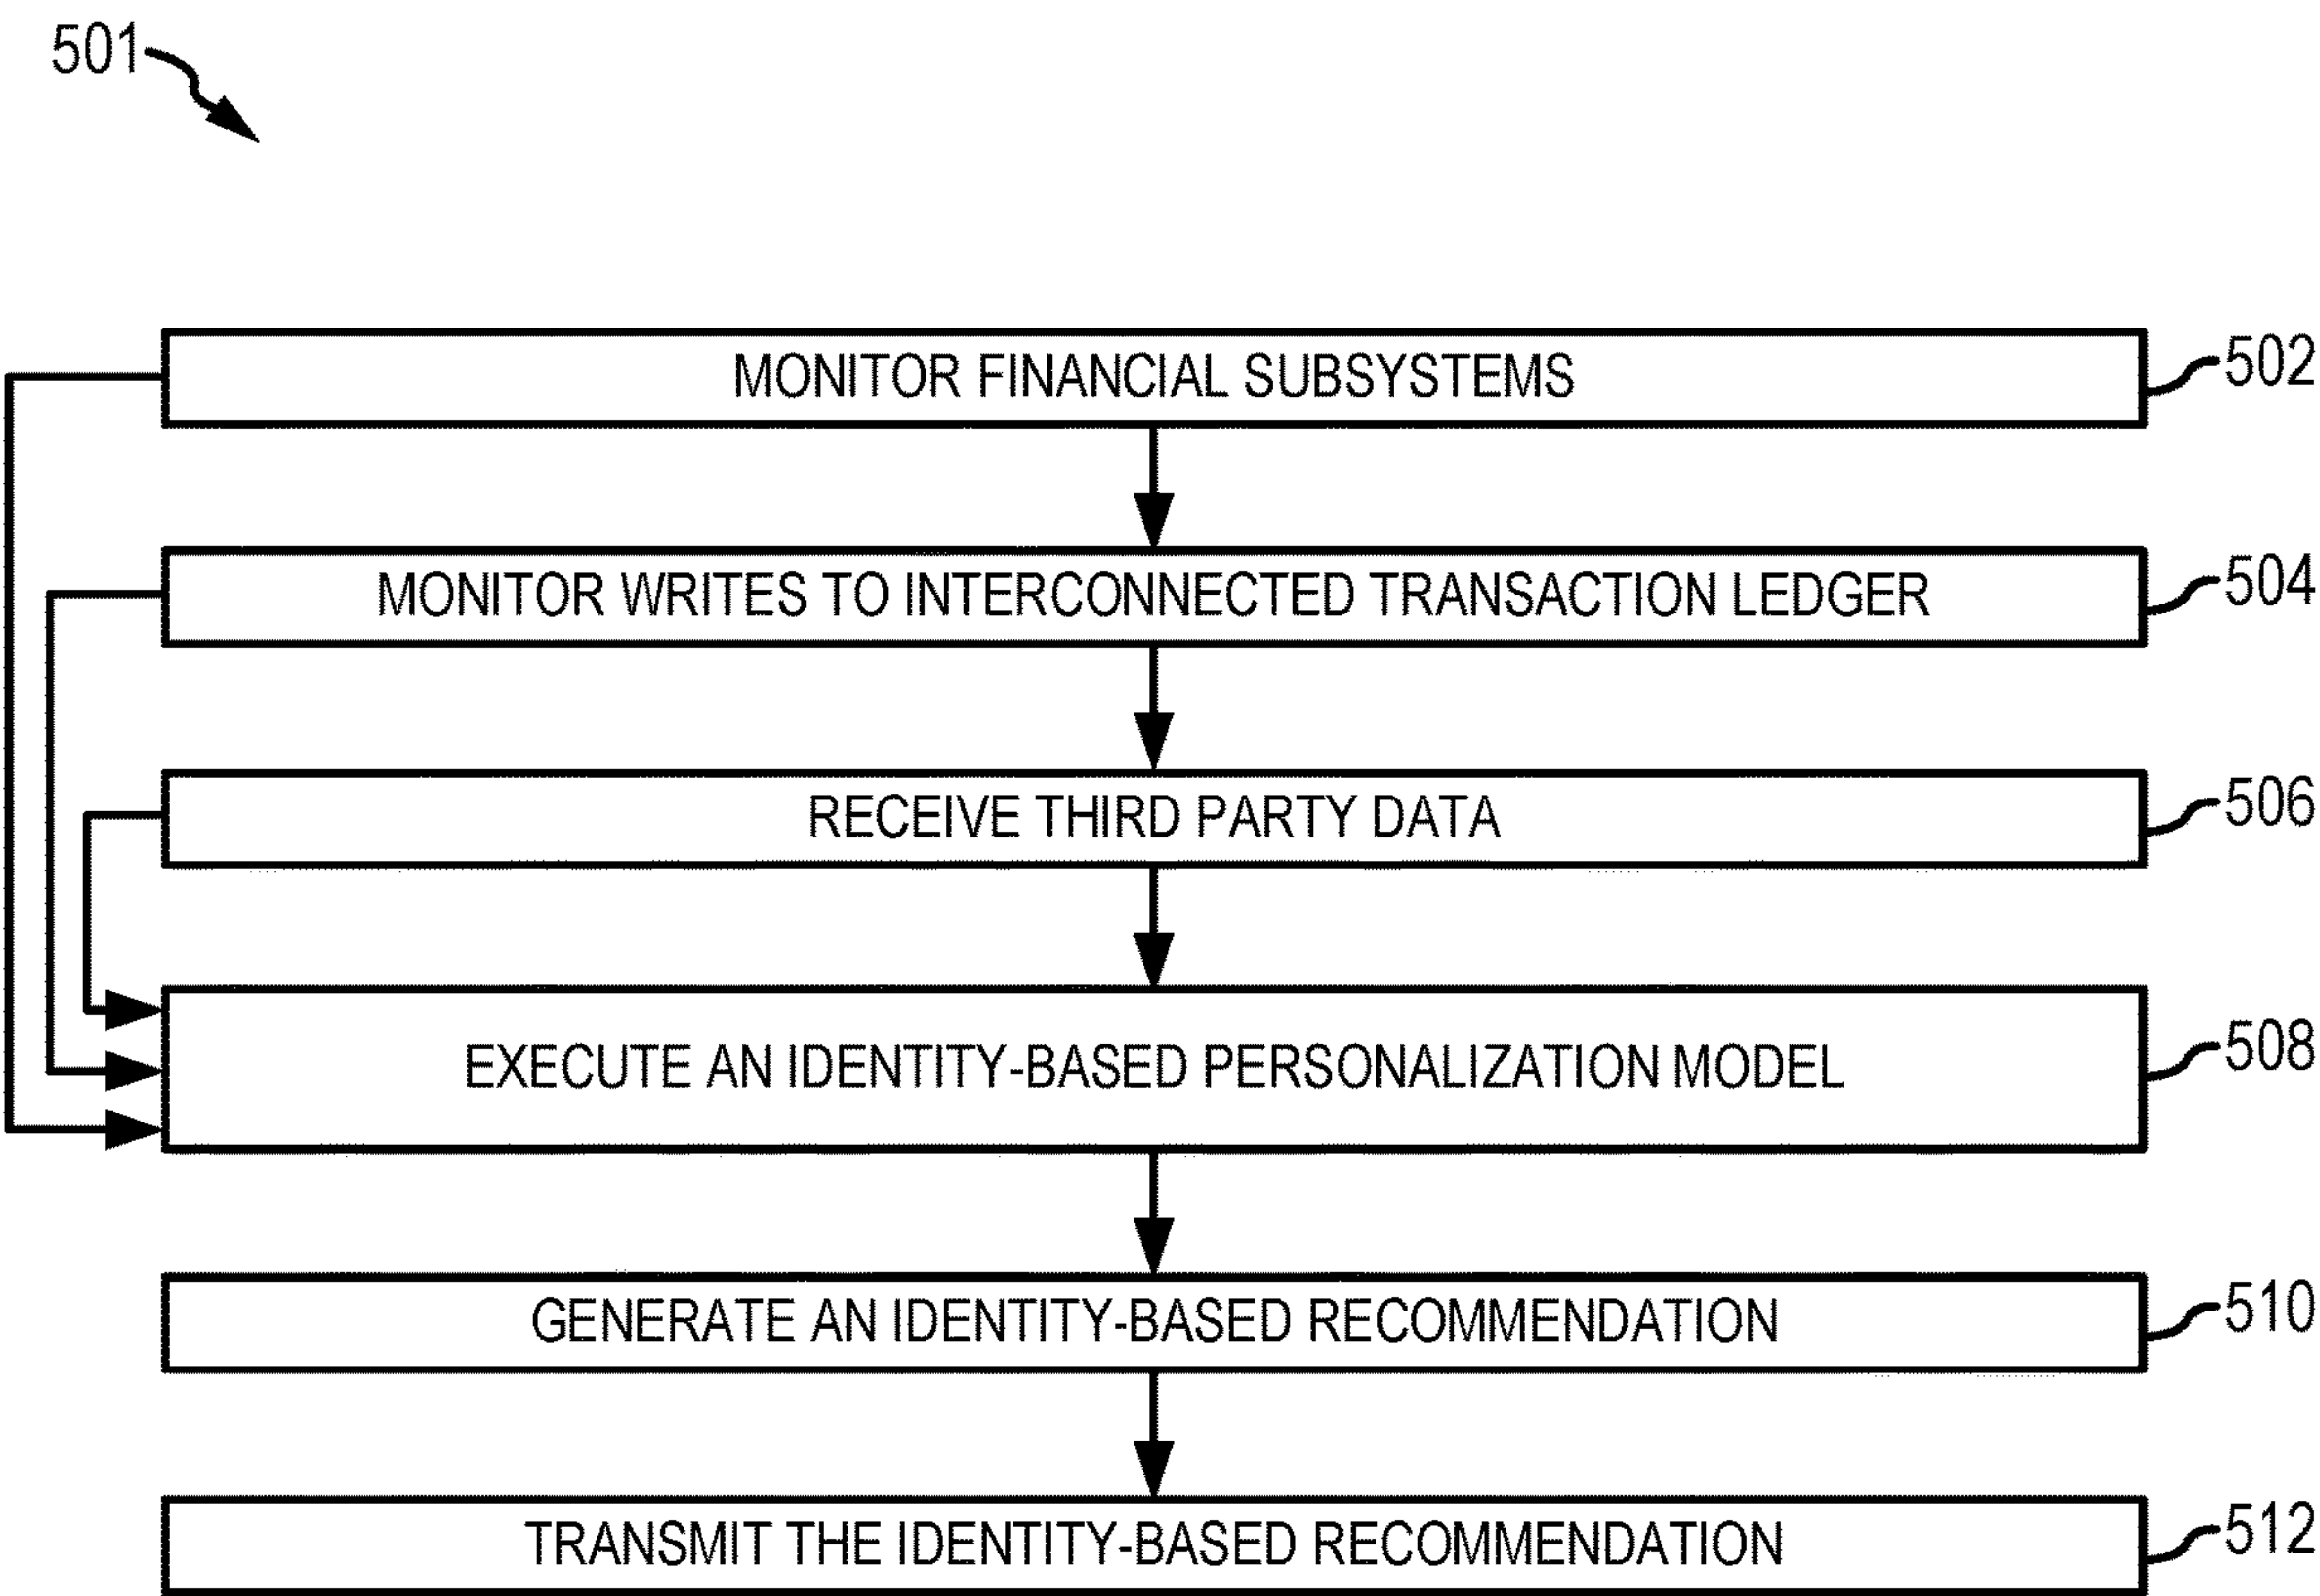 501
MONITOR FINANCIAL SUBSYSTEMS
502
MONITOR WRITES TO INTERCONNECTED TRANSACTION LEDGER
504
RECEIVE THIRD PARTY DATA
506
EXECUTE AN IDENTITY-BASED PERSONALIZATION MODEL
508
GENERATE AN IDENTITY-BASED RECOMMENDATION
510
TRANSMIT THE IDENTITY-BASED RECOMMENDATION
512